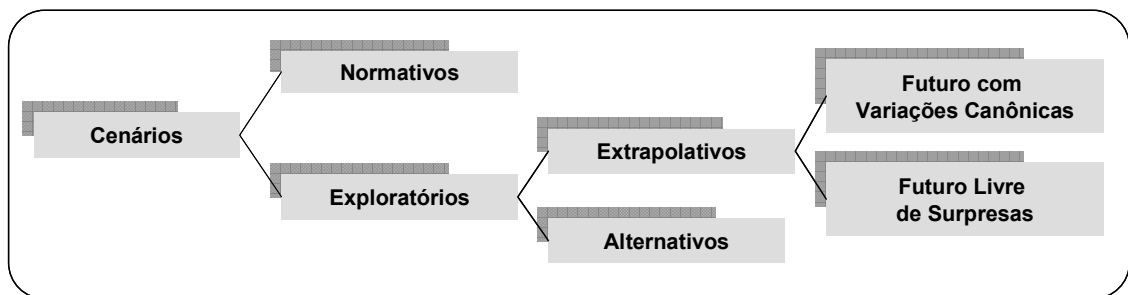 Cenários
Normativos
Exploratórios
Extrapolativos
Alternativos
Futuro com
Variações Canônicas
Futuro Livre
de Surpresas